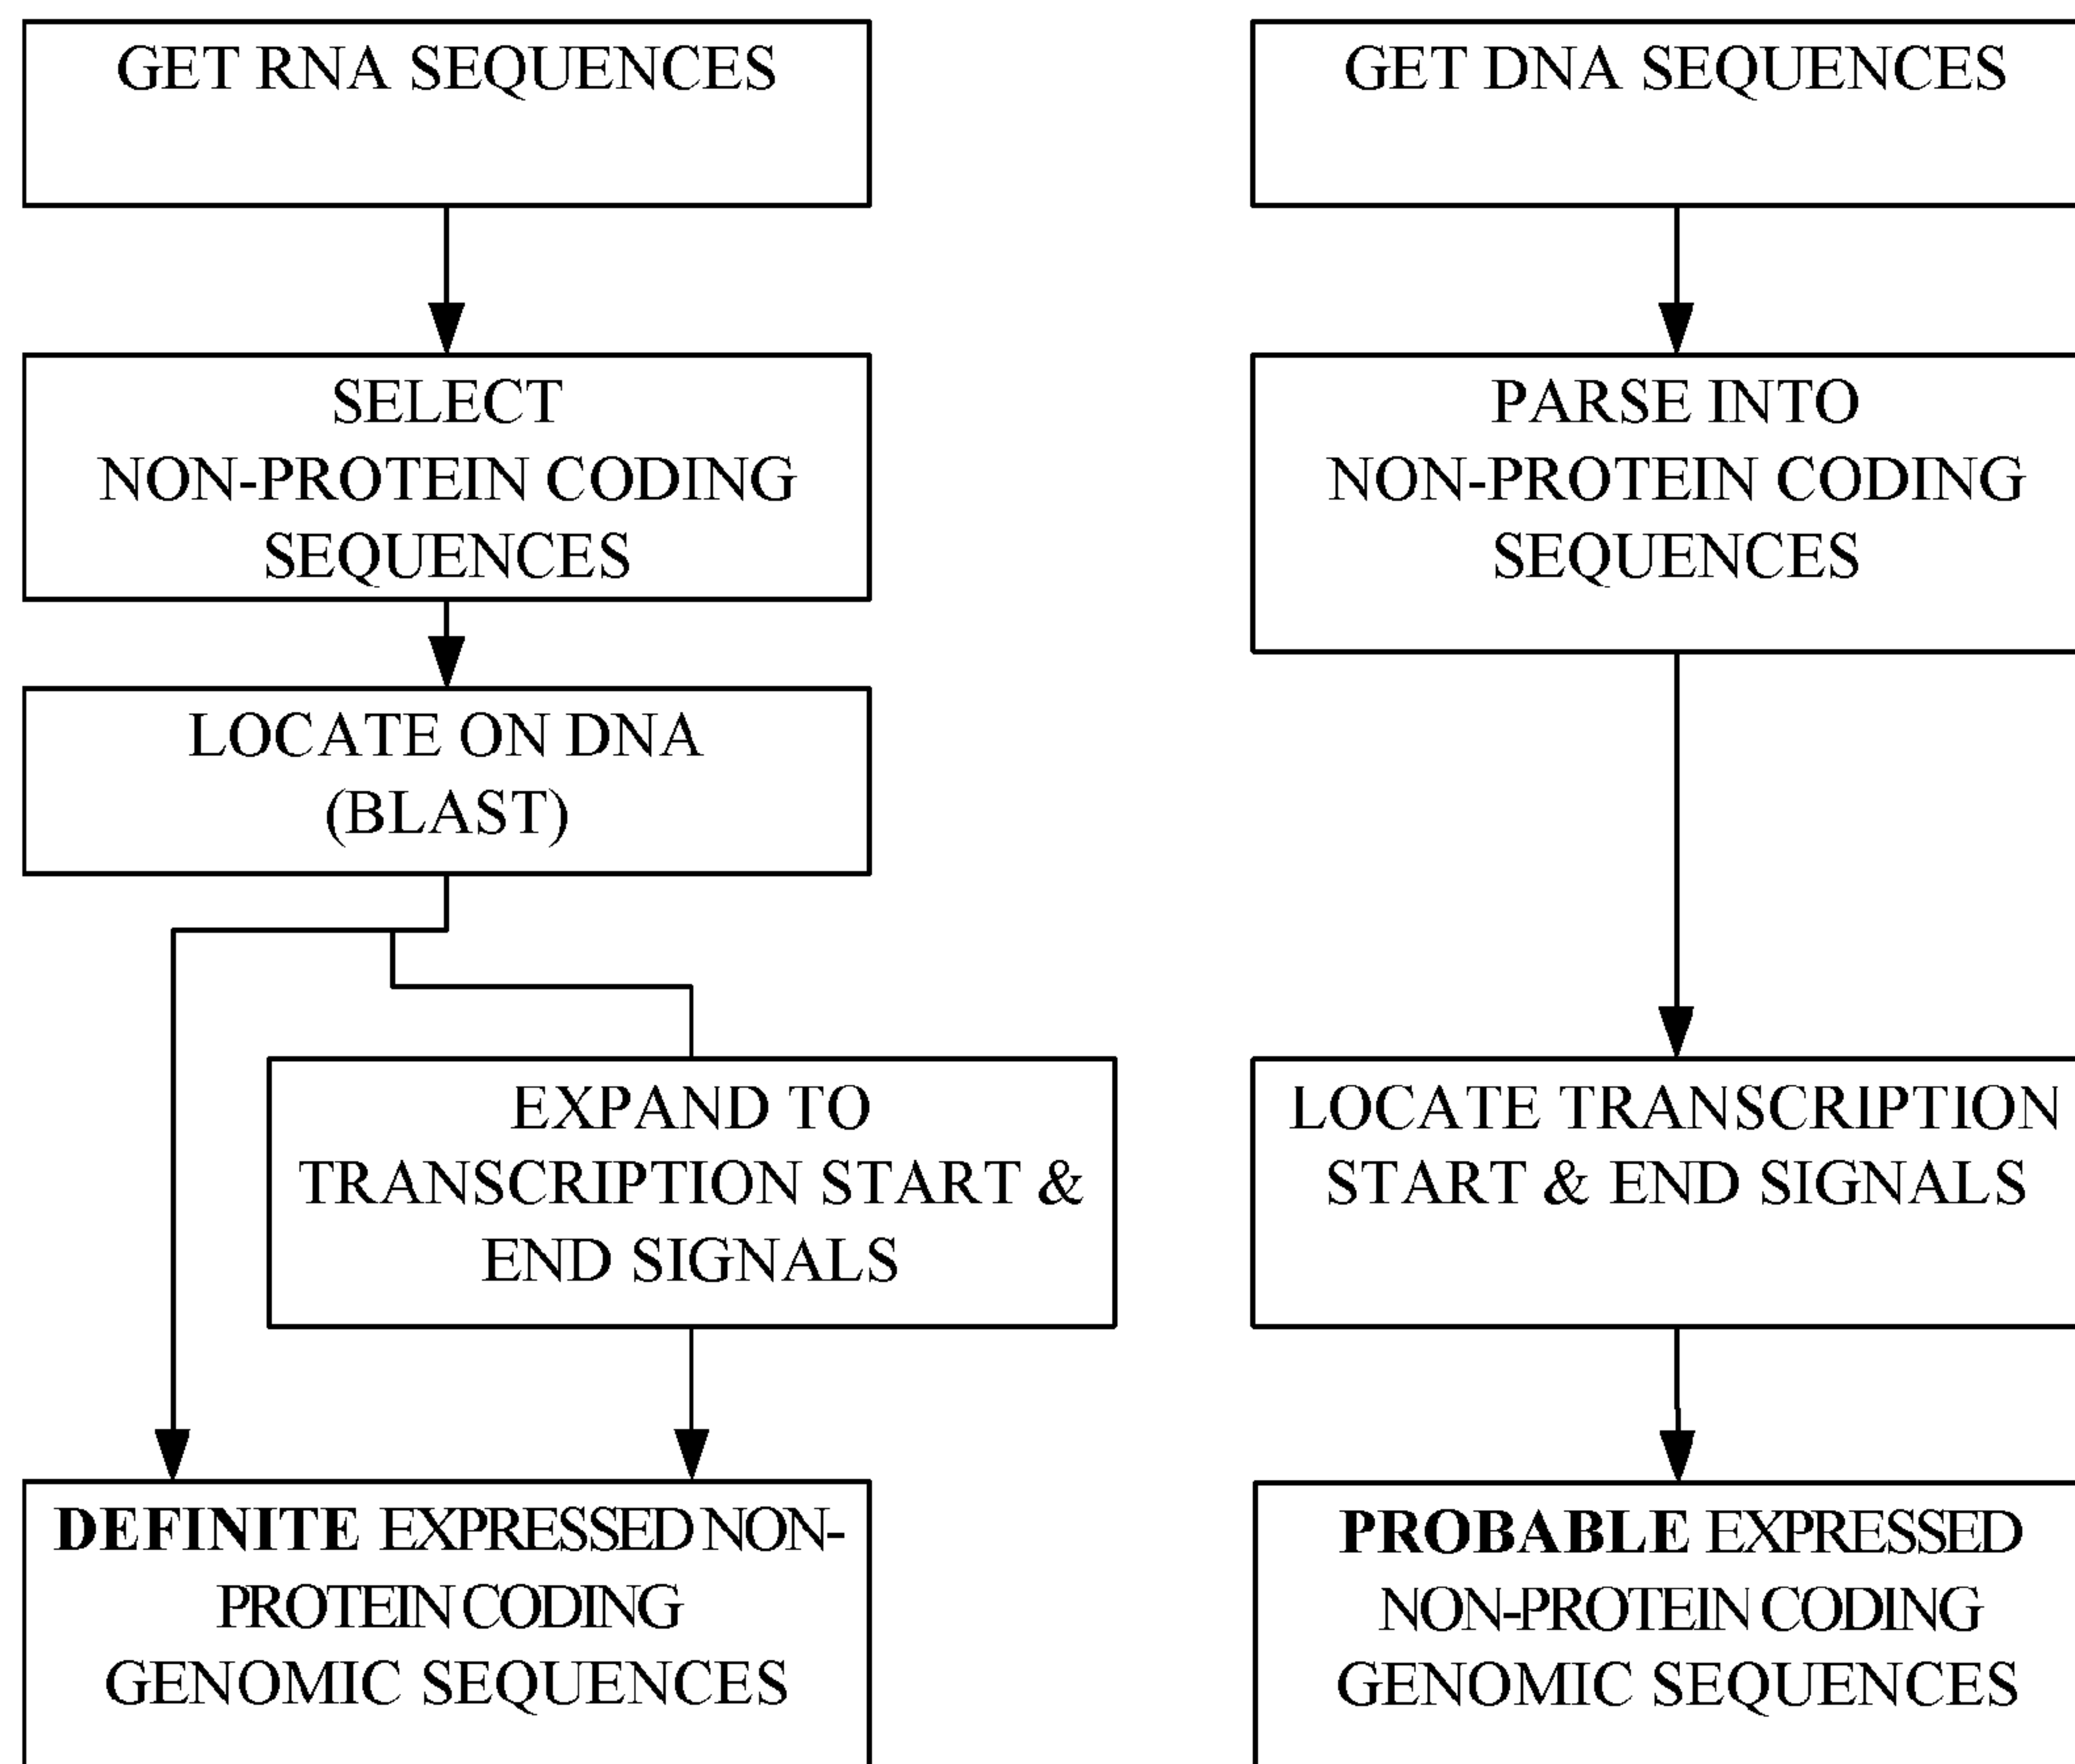 GET RNA SEQUENCES
SELECT
NON-PROTEIN CODING
SEQUENCES
LOCATE ON DNA
(BLAST)
EXPAND TO
TRANSCRIPTION START &
END SIGNALS
DEFINITE EXPRESSED NON-
PROTEIN CODING
GENOMIC SEQUENCES
GET DNA SEQUENCES
PARSE INTO
NON-PROTEIN CODING
SEQUENCES
LOCATE TRANSCRIPTION
START & END SIGNALS
PROBABLE EXPRESSED
NON-PROTEIN CODING
GENOMIC SEQUENCES